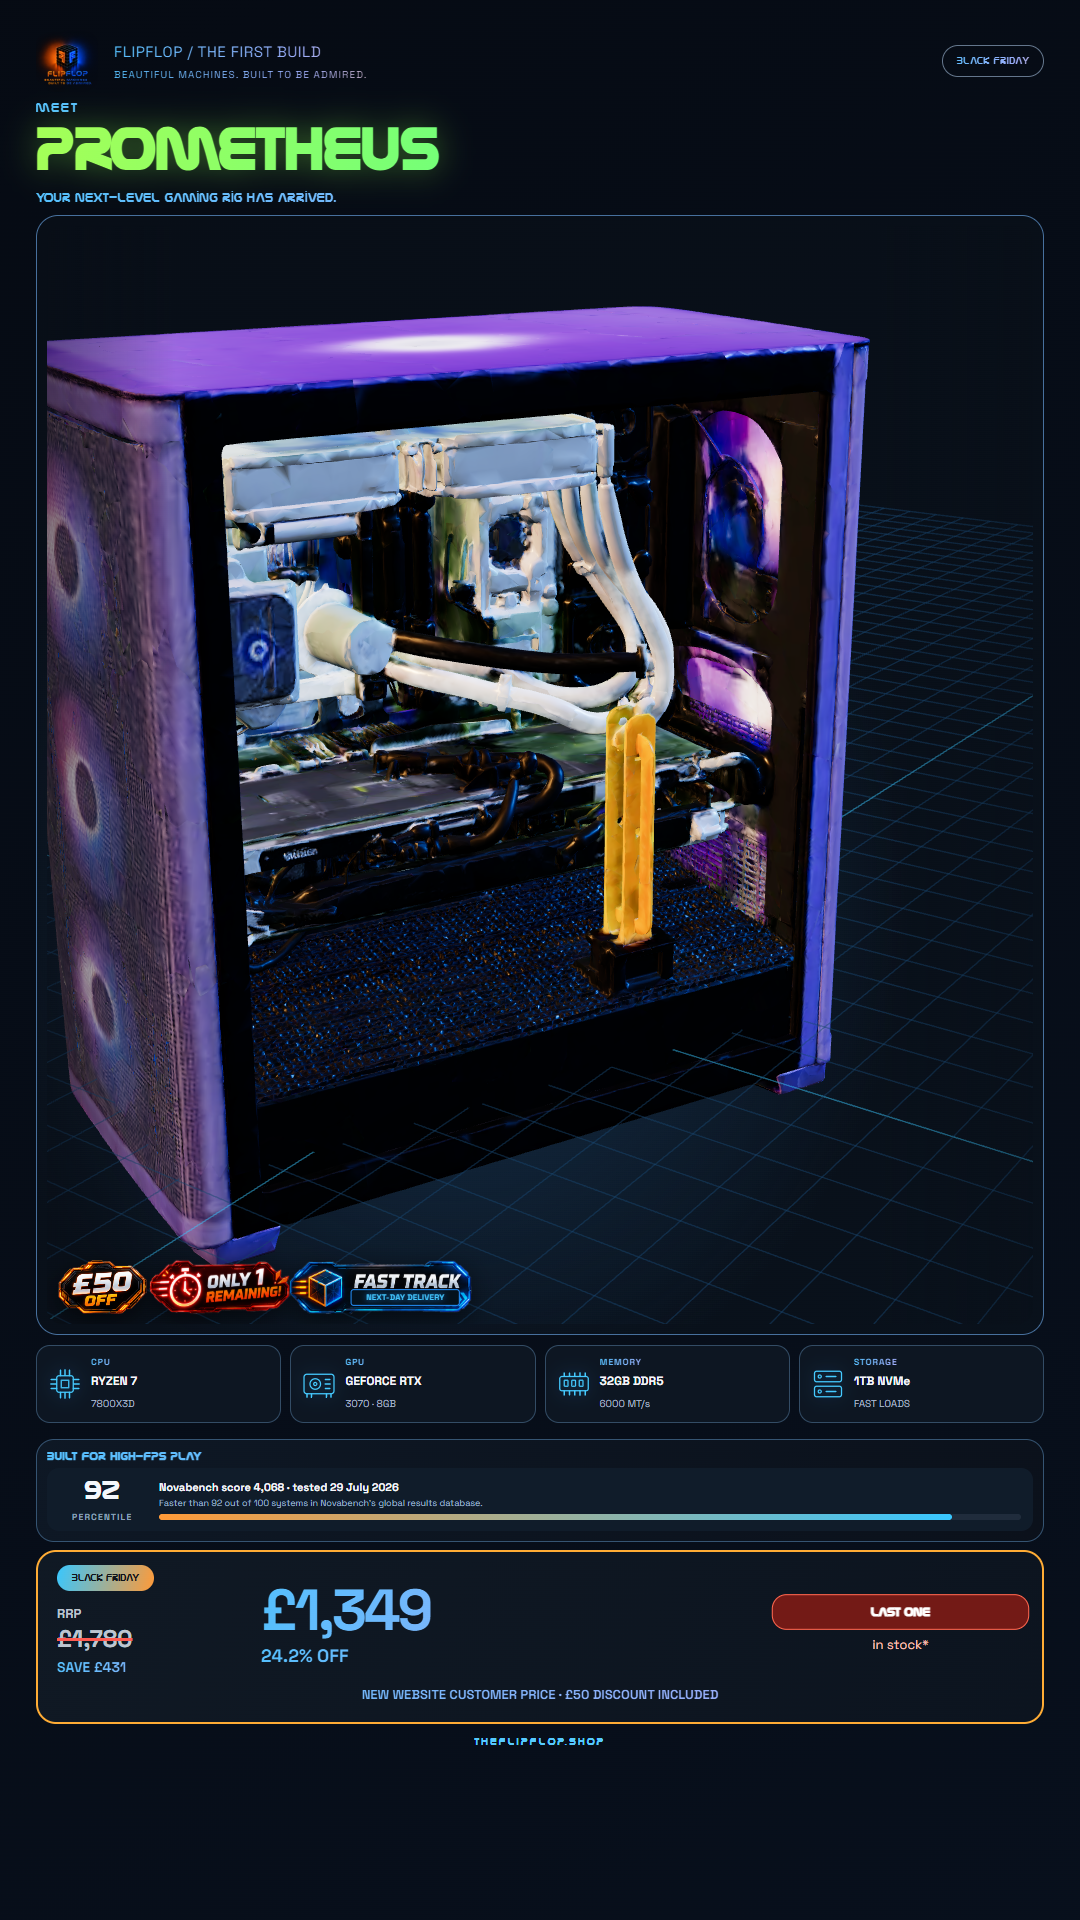 FLIPFLOP
FLIPFLOP / THE FIRST BUILD
BEAUTIFUL MACHINES. BUILT TO BE ADMIRED.
BLACK FRIDAY
MEET
PROMETHEUS
YOUR NEXT-LEVEL GAMING RIG HAS ARRIVED.
£50
OFF
ONLY 1
REMAINING!
FAST TRACK
NEXT-DAY DELIVERY
CPU
RYZEN 7
7800X3D
GPU
GEFORCE RTX
3070 · 8GB
MEMORY
32GB DDR5
6000 MT/s
STORAGE
1TB NVMe
FAST LOADS
BUILT FOR HIGH-FPS PLAY
92
PERCENTILE
Novabench score 4,068 · tested 29 July 2026
Faster than 92 out of 100 systems in Novabench's global results database.
BLACK FRIDAY
RRP
£1,780
SAVE £431
£1,349
24.2% OFF
LAST ONE
in stock*
NEW WEBSITE CUSTOMER PRICE · £50 DISCOUNT INCLUDED
THEFLIPFLOP.SHOP